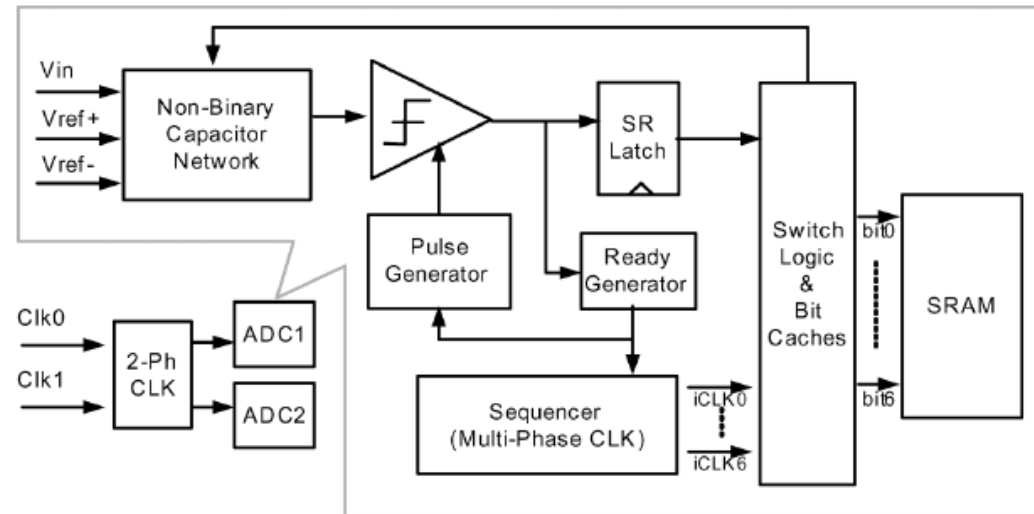 Vin
Vref+
Vref-
Non-Binary
Capacitor
Network
SR
Latch
Pulse
Generator
Ready
Generator
Switch
Logic
&
Bit
Caches
bit0
bit6
SRAM
Clk0
Clk1
2-Ph
CLK
ADC1
ADC2
Sequencer
(Multi-Phase CLK)
iCLK0
iCLK6